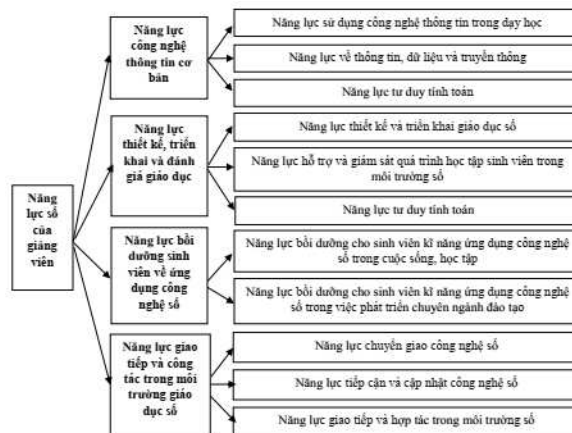 Năng
lực số
của
giảng
viên
Năng lực
công nghệ
thông tin cơ
bản
Năng lực sử dụng công nghệ thông tin trong dạy học
Năng lực về thông tin, dữ liệu và truyền thông
Năng lực tư duy tính toán
Năng lực
thiết kế, triển
khai và đánh
giá giáo dục
Năng lực thiết kế và triển khai giáo dục số
Năng lực hỗ trợ và giám sát quá trình học tập sinh viên trong
môi trường số
Năng lực tư duy tính toán
Năng lực bồi
dưỡng sinh
viên về ứng
dụng công
nghệ số
Năng lực bồi dưỡng cho sinh viên kĩ năng ứng dụng công nghệ
số trong cuộc sống, học tập
Năng lực bồi dưỡng cho sinh viên kĩ năng ứng dụng công nghệ
số trong việc phát triển chuyên ngành đào tạo
Năng lực giao
tiếp và công
tác trong môi
trường giáo
dục số
Năng lực chuyển giao công nghệ số
Năng lực tiếp cận và cập nhật công nghệ số
Năng lực giao tiếp và hợp tác trong môi trường số